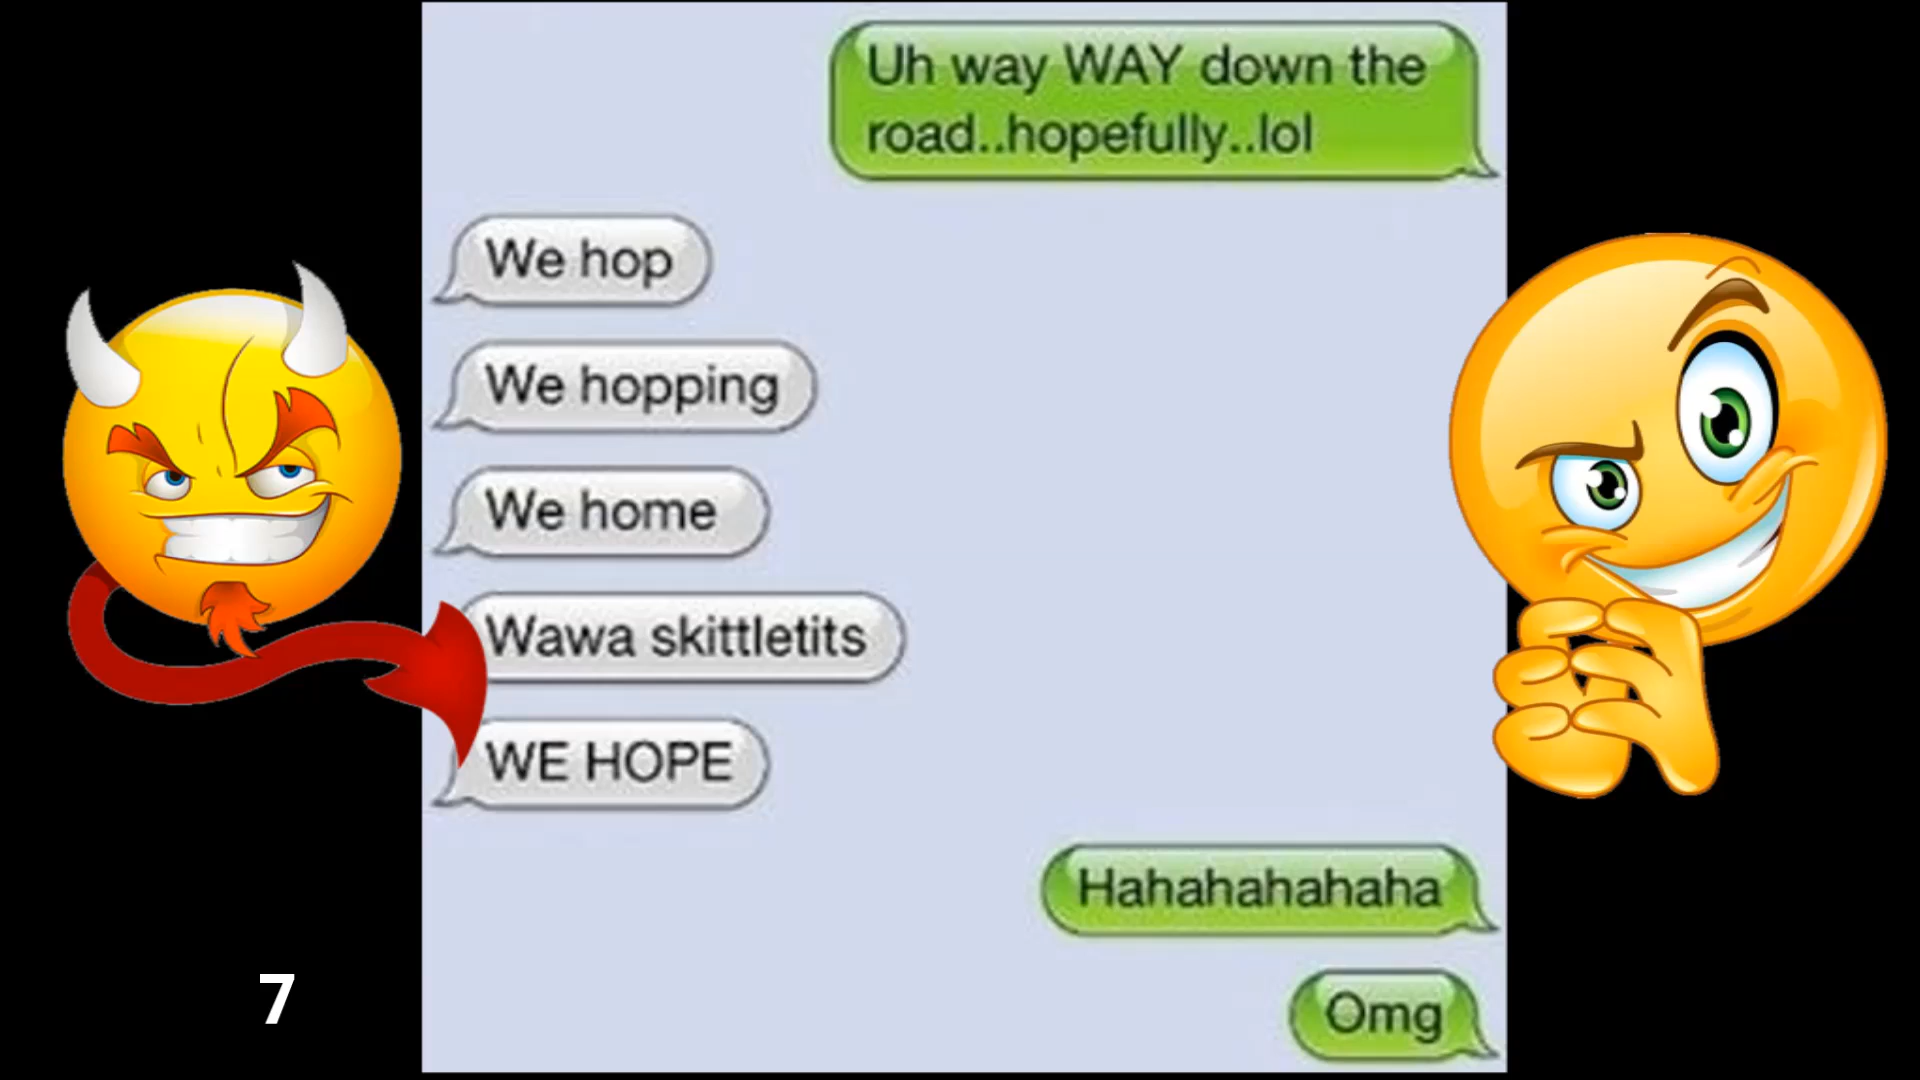 Uh way WAY down the
road..hopefully..lol
We hop
We hopping
We home
Wawa skittletits
WE HOPE
Hahahahahaha
Omg
7